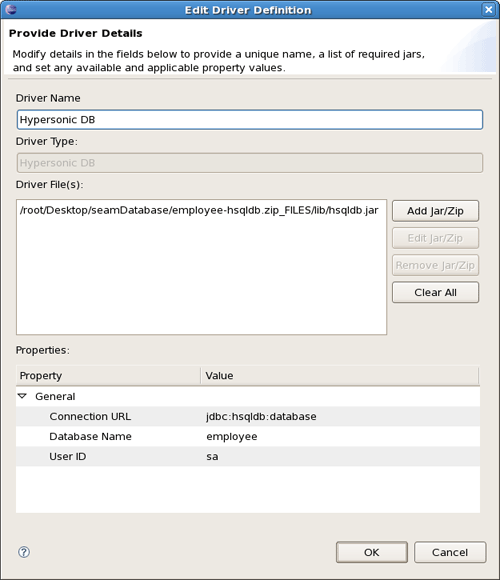 Edit Driver Definition
Provide Driver Details
Modify details in the fields below to provide a unique name, a list of required jars,
and set any available and applicable property values.
Driver Name
Hypersonic DB
Driver Type:
Hypersonic DB
Driver File(s):
/root/Desktop/seamDatabase/employee-hsqldb.zip_FILES/lib/hsqldb.jar
Add Jar/Zip
Edit Jar/Zip
Remove Jar/Zip
Clear All
Properties:
Property Value
General
Connection URL jdbc:hsqldb:database
Database Name employee
User ID sa
? OK Cancel